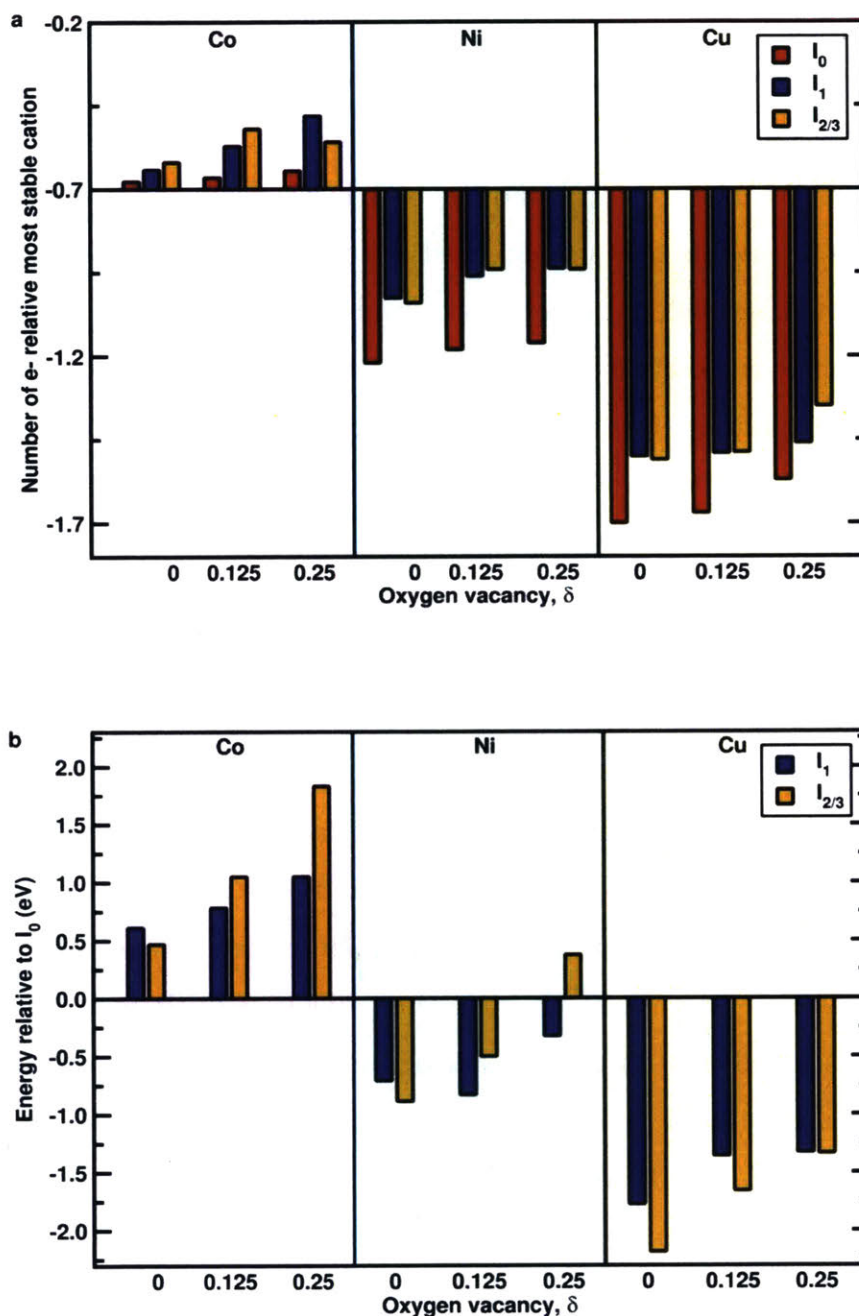 a
Co Ni Cu
I0
I1
I2/3
Number of e- relative most stable cation
-0.2
-0.7
-1.2
-1.7
0 0.125 0.25 0 0.125 0.25 0 0.125 0.25
Oxygen vacancy, δ
b
Co Ni Cu
I1
I2/3
Energy relative to I0 (eV)
2.0
1.5
1.0
0.5
0.0
-0.5
-1.0
-1.5
-2.0
0 0.125 0.25 0 0.125 0.25 0 0.125 0.25
Oxygen vacancy, δ